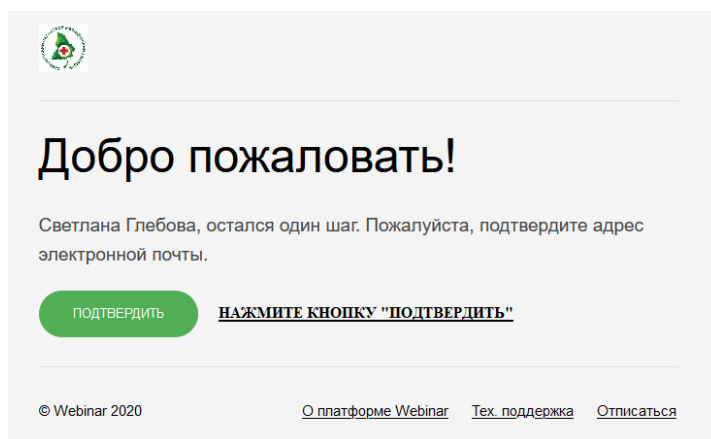 Добро пожаловать!
Светлана Глебова, остался один шаг. Пожалуйста, подтвердите адрес
электронной почты.
ПОДТВЕРДИТЬ
НАЖМИТЕ КНОПКУ "ПОДТВЕРДИТЬ"
© Webinar 2020
О платформе Webinar
Тех. поддержка
Отписаться